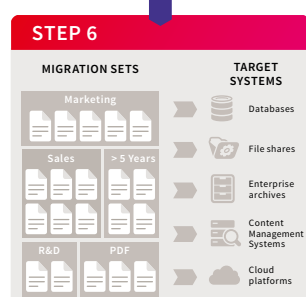 STEP 6
MIGRATION SETS
TARGET
SYSTEMS
Marketing
Sales
> 5 Years
R&D
PDF
Databases
File shares
Enterprise
archives
Content
Management
Systems
Cloud
platforms